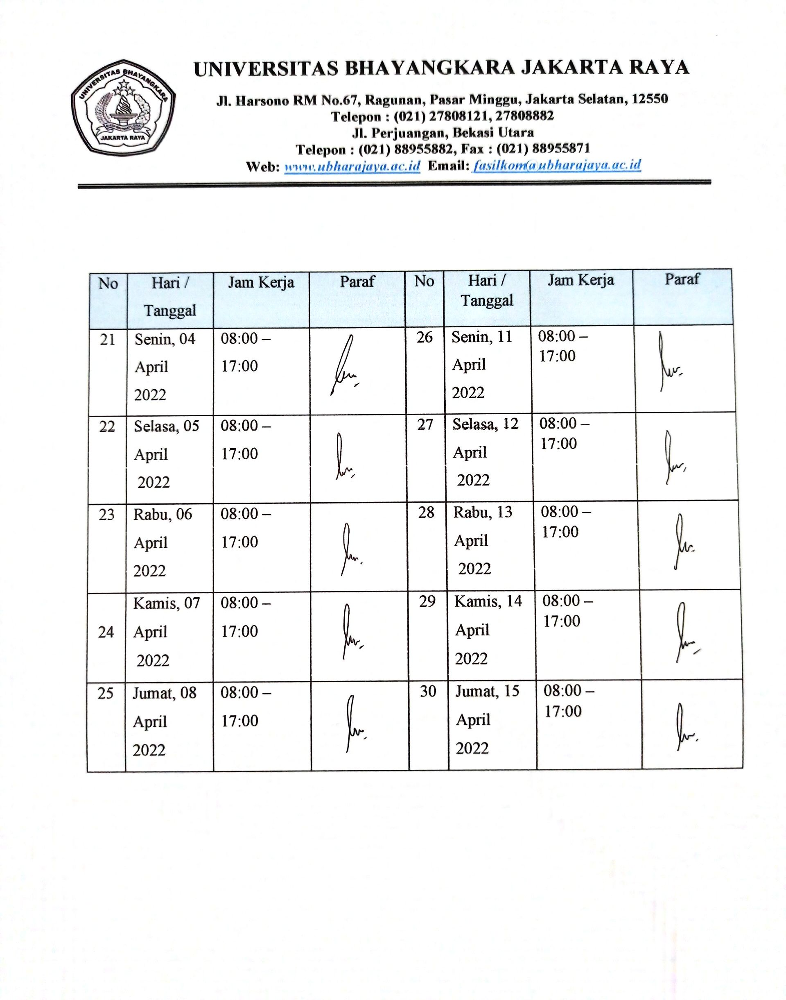 UNIVERSITAS BHAYANGKARA
JAKARTA RAYA
UNIVERSITAS BHAYANGKARA JAKARTA RAYA
Jl. Harsono RM No.67, Ragunan, Pasar Minggu, Jakarta Selatan, 12550
Telepon : (021) 27808121, 27808882
Jl. Perjuangan, Bekasi Utara
Telepon : (021) 88955882, Fax : (021) 88955871
Web: www.ubharajaya.ac.id Email: fasilkom@ubharajaya.ac.id
No Hari / Jam Kerja Paraf No Hari / Jam Kerja Paraf
Tanggal Tanggal
21 Senin, 04 08:00 – 26 Senin, 11 08:00 –
April 17:00 April 17:00
2022 2022
22 Selasa, 05 08:00 – 27 Selasa, 12 08:00 –
April 17:00 April 17:00
2022 2022
23 Rabu, 06 08:00 – 28 Rabu, 13 08:00 –
April 17:00 April 17:00
2022 2022
Kamis, 07 08:00 – 29 Kamis, 14 08:00 –
24 April 17:00 April 17:00
2022 2022
25 Jumat, 08 08:00 – 30 Jumat, 15 08:00 –
April 17:00 April 17:00
2022 2022